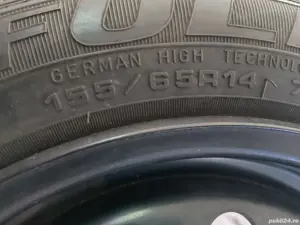 FUL
GERMAN HIGH TECHNOL
155/65R14
publi24.ro